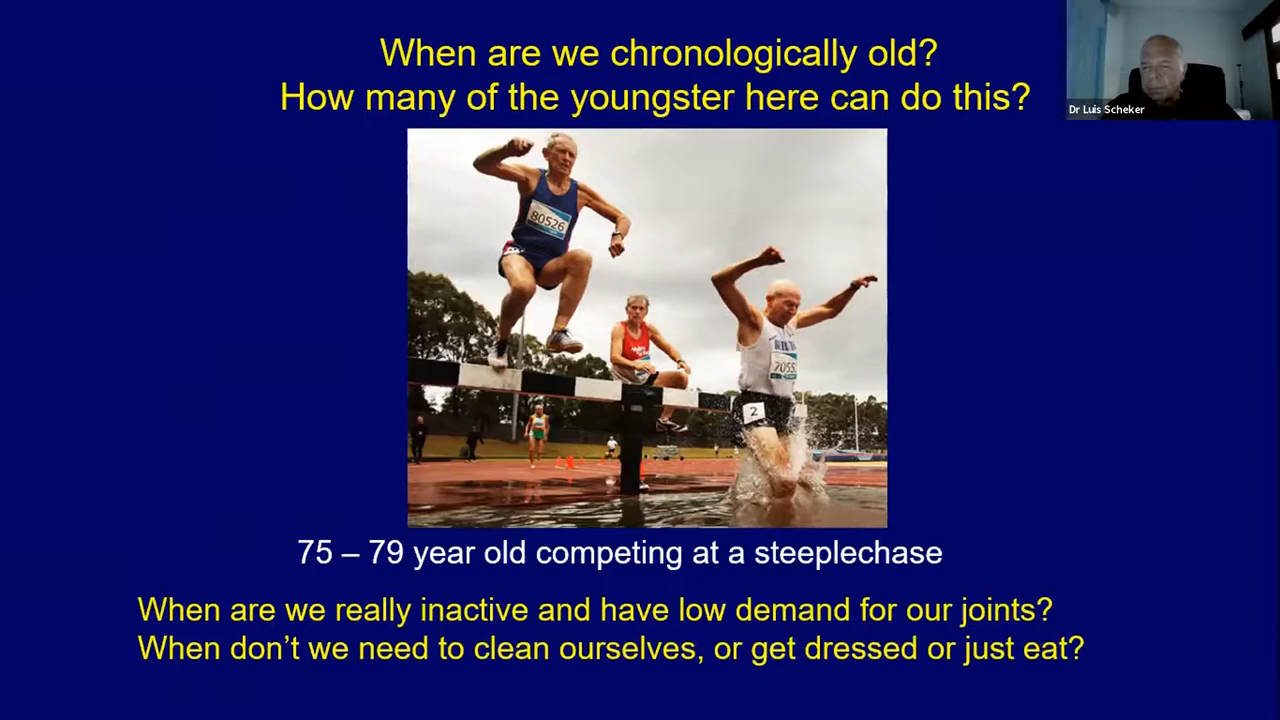 When are we chronologically old?
How many of the youngster here can do this?
Dr Luis Scheker
80526
7055
2
75 – 79 year old competing at a steeplechase
When are we really inactive and have low demand for our joints?
When don't we need to clean ourselves, or get dressed or just eat?